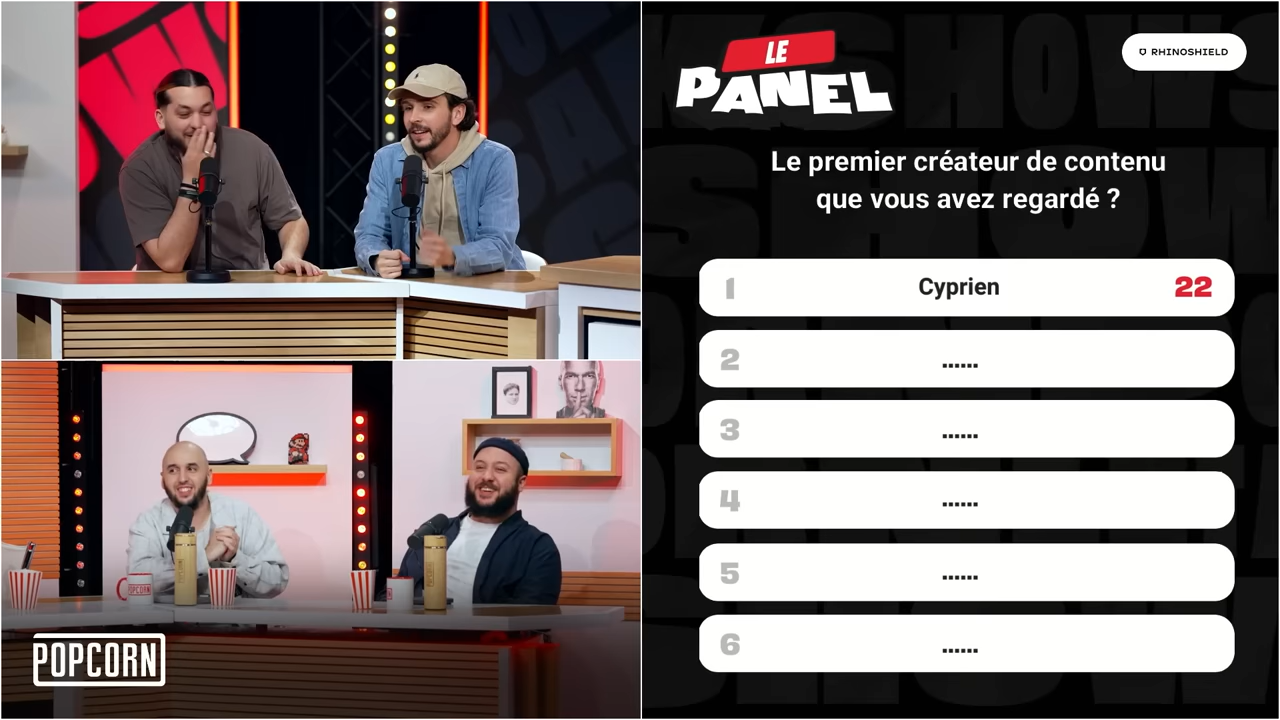 LE
PANEL
RHINOSHIELD
Le premier créateur de contenu
que vous avez regardé ?
1 Cyprien 22
2 ......
3 ......
4 ......
5 ......
6 ......
POPCORN
POPCORN